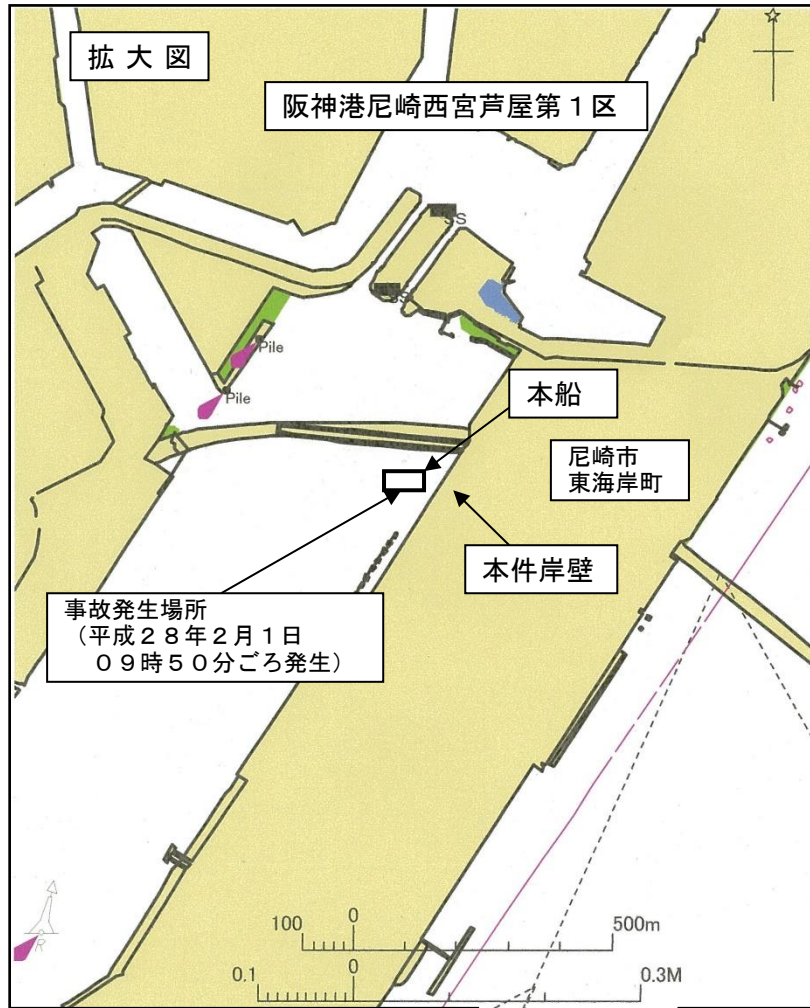 拡 大 図
阪神港尼崎西宮芦屋第１区
SS
SS
Pile
Pile
本船
尼崎市
東海岸町
本件岸壁
事故発生場所
（平成２８年２月１日
０９時５０分ごろ発生）
R
100 0 500m
0.1 0 0.3M